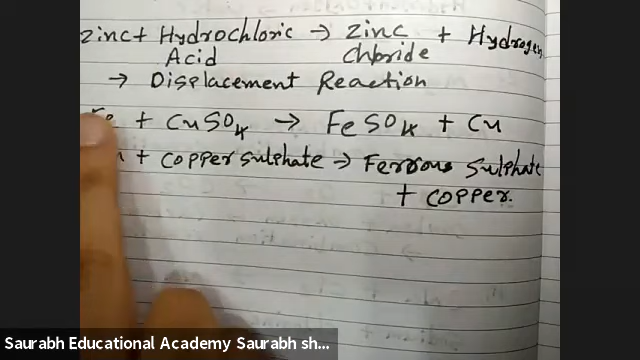 Zinc + Hydrochloric Acid → Zinc Chloride + Hydrogen
→ Displacement Reaction
Fe + CuSO4 → FeSO4 + Cu
+ Copper Sulphate → Ferrous Sulphate
+ Copper.
Saurabh Educational Academy Saurabh sh...